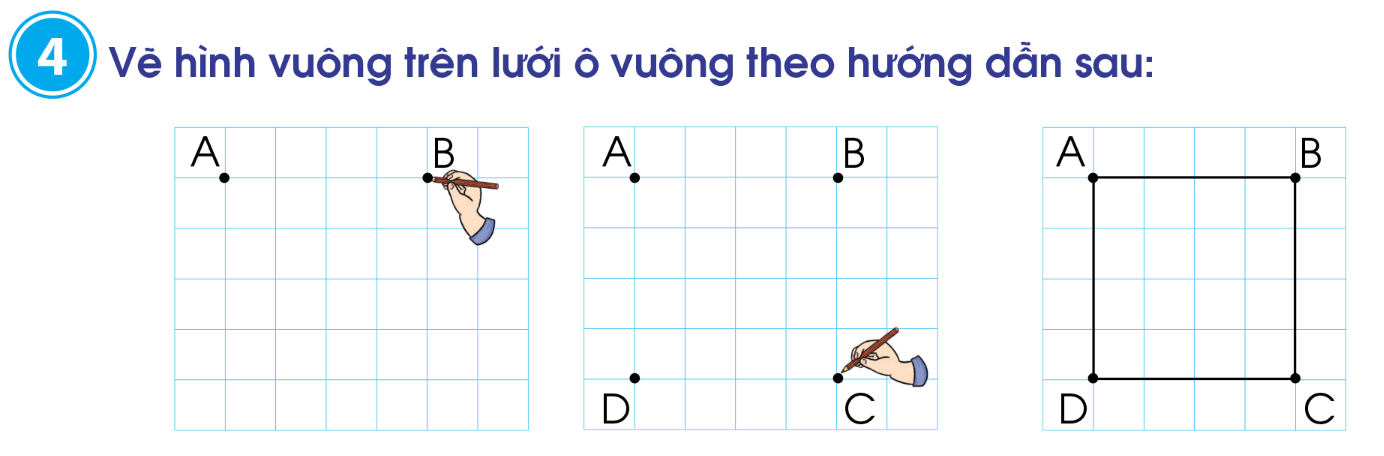 4 Vẽ hình vuông trên lưới ô vuông theo hướng dẫn sau:
A B A B A B
D C D C